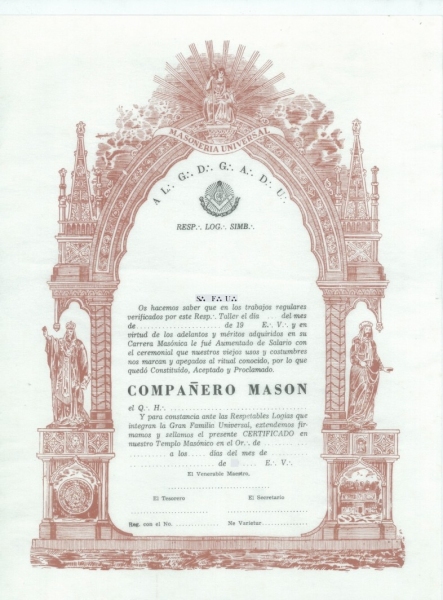 MASONERIA UNIVERSAL
A L∴ G∴ D∴ G∴ A∴ D∴ U∴
RESP∴ LOG∴ SIMB∴
S∴ F∴ U∴
Os hacemos saber que en los trabajos regulares
verificados por este Resp∴ Taller el día ..... del mes
de .............................. de 19 E∴ V∴ y en
virtud de los adelantos y méritos adquiridos en su
Carrera Masónica le fué Aumentado de Salario con
el ceremonial que nuestros viejos usos y costumbres
nos marcan y apegados al ritual conocido, por lo que
quedó Constituido, Aceptado y Proclamado.
COMPAÑERO MASON
el Q∴ H∴ ..............................
Y para constancia ante las Respetables Logias que
integran la Gran Familia Universal, extendemos fir-
mamos y sellamos el presente CERTIFICADO en
nuestro Templo Masónico en el Or∴ de ..........
.................... a los ..... días del mes de ..........
.................... de ..... E∴ V∴
El Venerable Maestro.
El Tesorero El Secretario
Reg. con el No. .......... Ne Varietur ..........